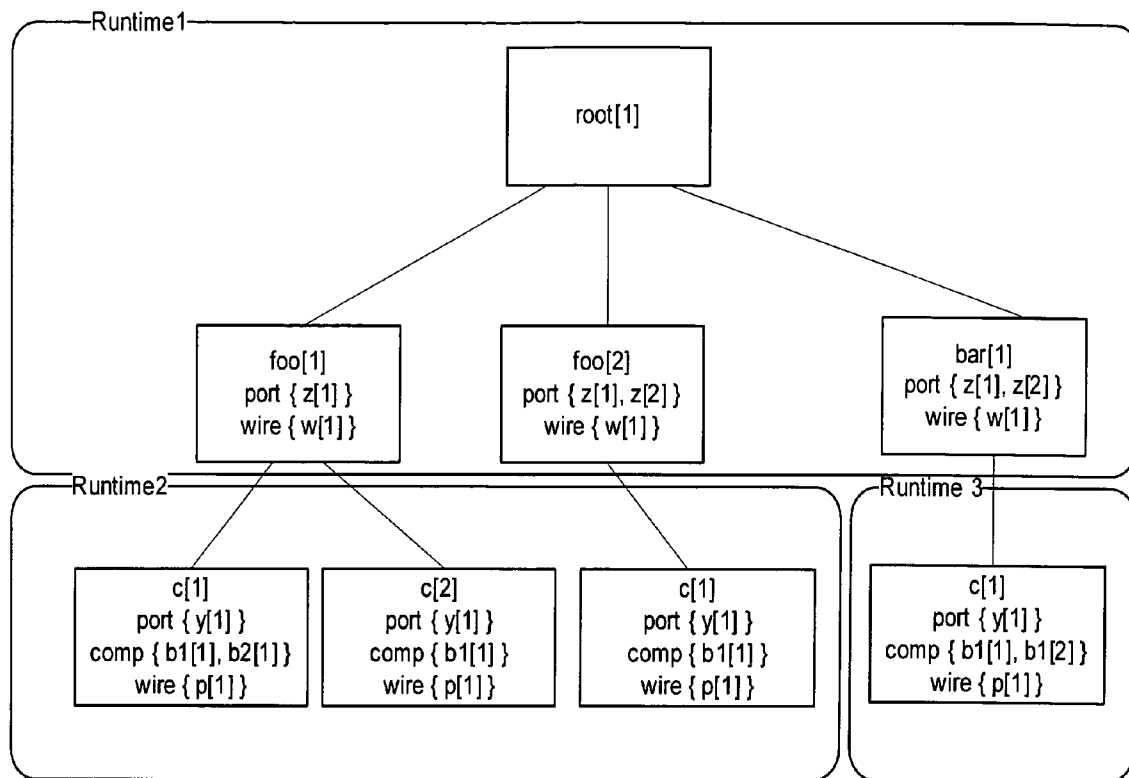 Runtime1
root[1]
foo[1]
port { z[1] }
wire { w[1] }
foo[2]
port { z[1], z[2] }
wire { w[1] }
bar[1]
port { z[1], z[2] }
wire { w[1] }
Runtime2
c[1]
port { y[1] }
comp { b1[1], b2[1] }
wire { p[1] }
c[2]
port { y[1] }
comp { b1[1] }
wire { p[1] }
c[1]
port { y[1] }
comp { b1[1] }
wire { p[1] }
Runtime 3
c[1]
port { y[1] }
comp { b1[1], b1[2] }
wire { p[1] }